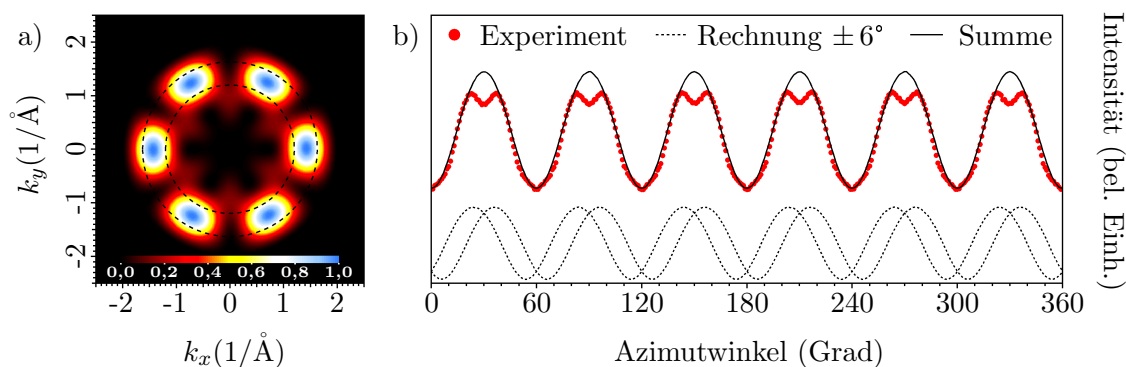 a)
2
1
0
-1
-2
k_y(1/Å)
0,0 0,2 0,4 0,6 0,8 1,0
-2 -1 0 1 2
k_x(1/Å)
b)
Experiment Rechnung ±6° Summe
0 60 120 180 240 300 360
Azimutwinkel (Grad)
Intensität (bel. Einh.)